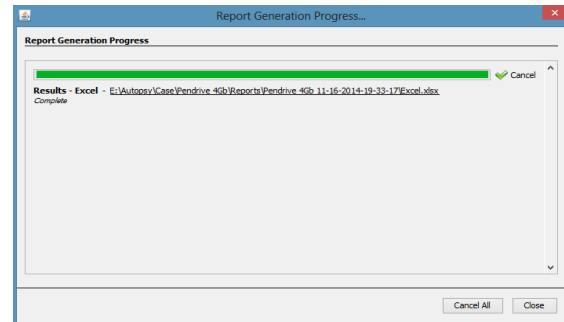 Report Generation Progress...
Report Generation Progress
Cancel
Results - Excel - E:\Autopsy\Case\Pendrive 4Gb\Reports\Pendrive 4Gb 11-16-2014-19-33-17\Excel.xlsx
Complete
Cancel All
Close